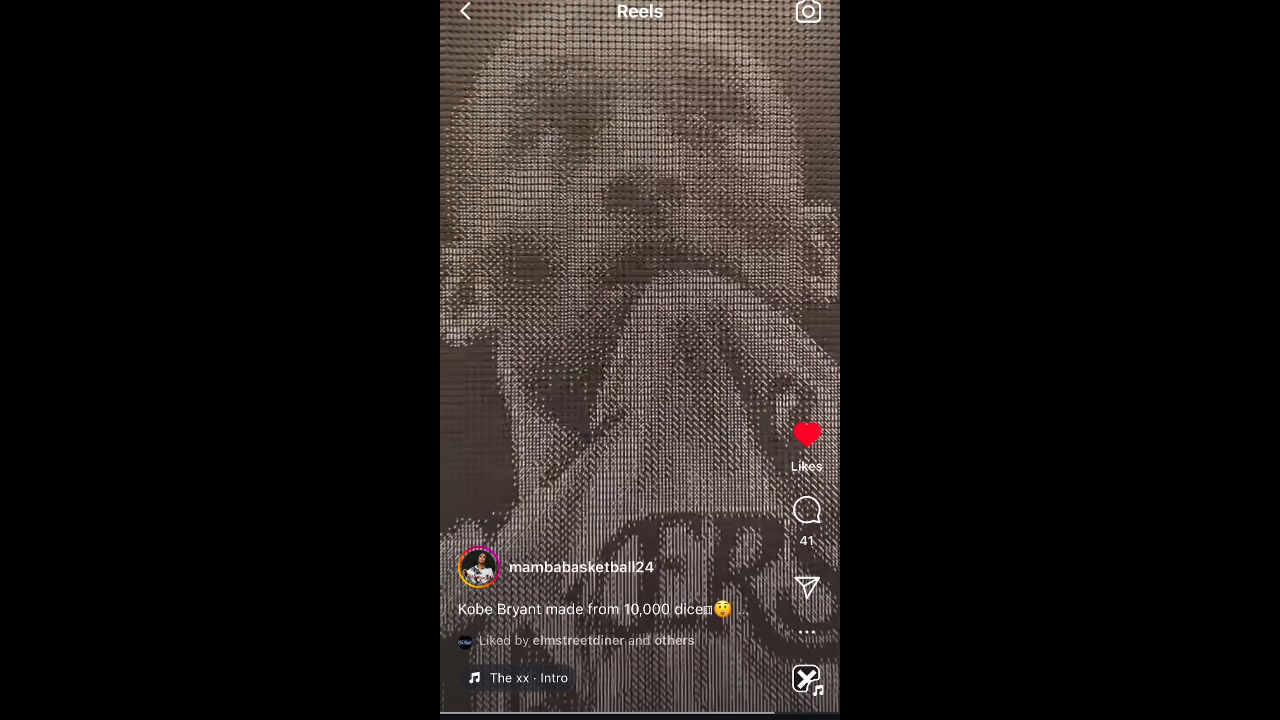 Reels
ERS
Likes
41
mambabasketball24
Kobe Bryant made from 10,000 dice🎲😲 ...
Liked by elmstreetdiner and others
The xx · Intro